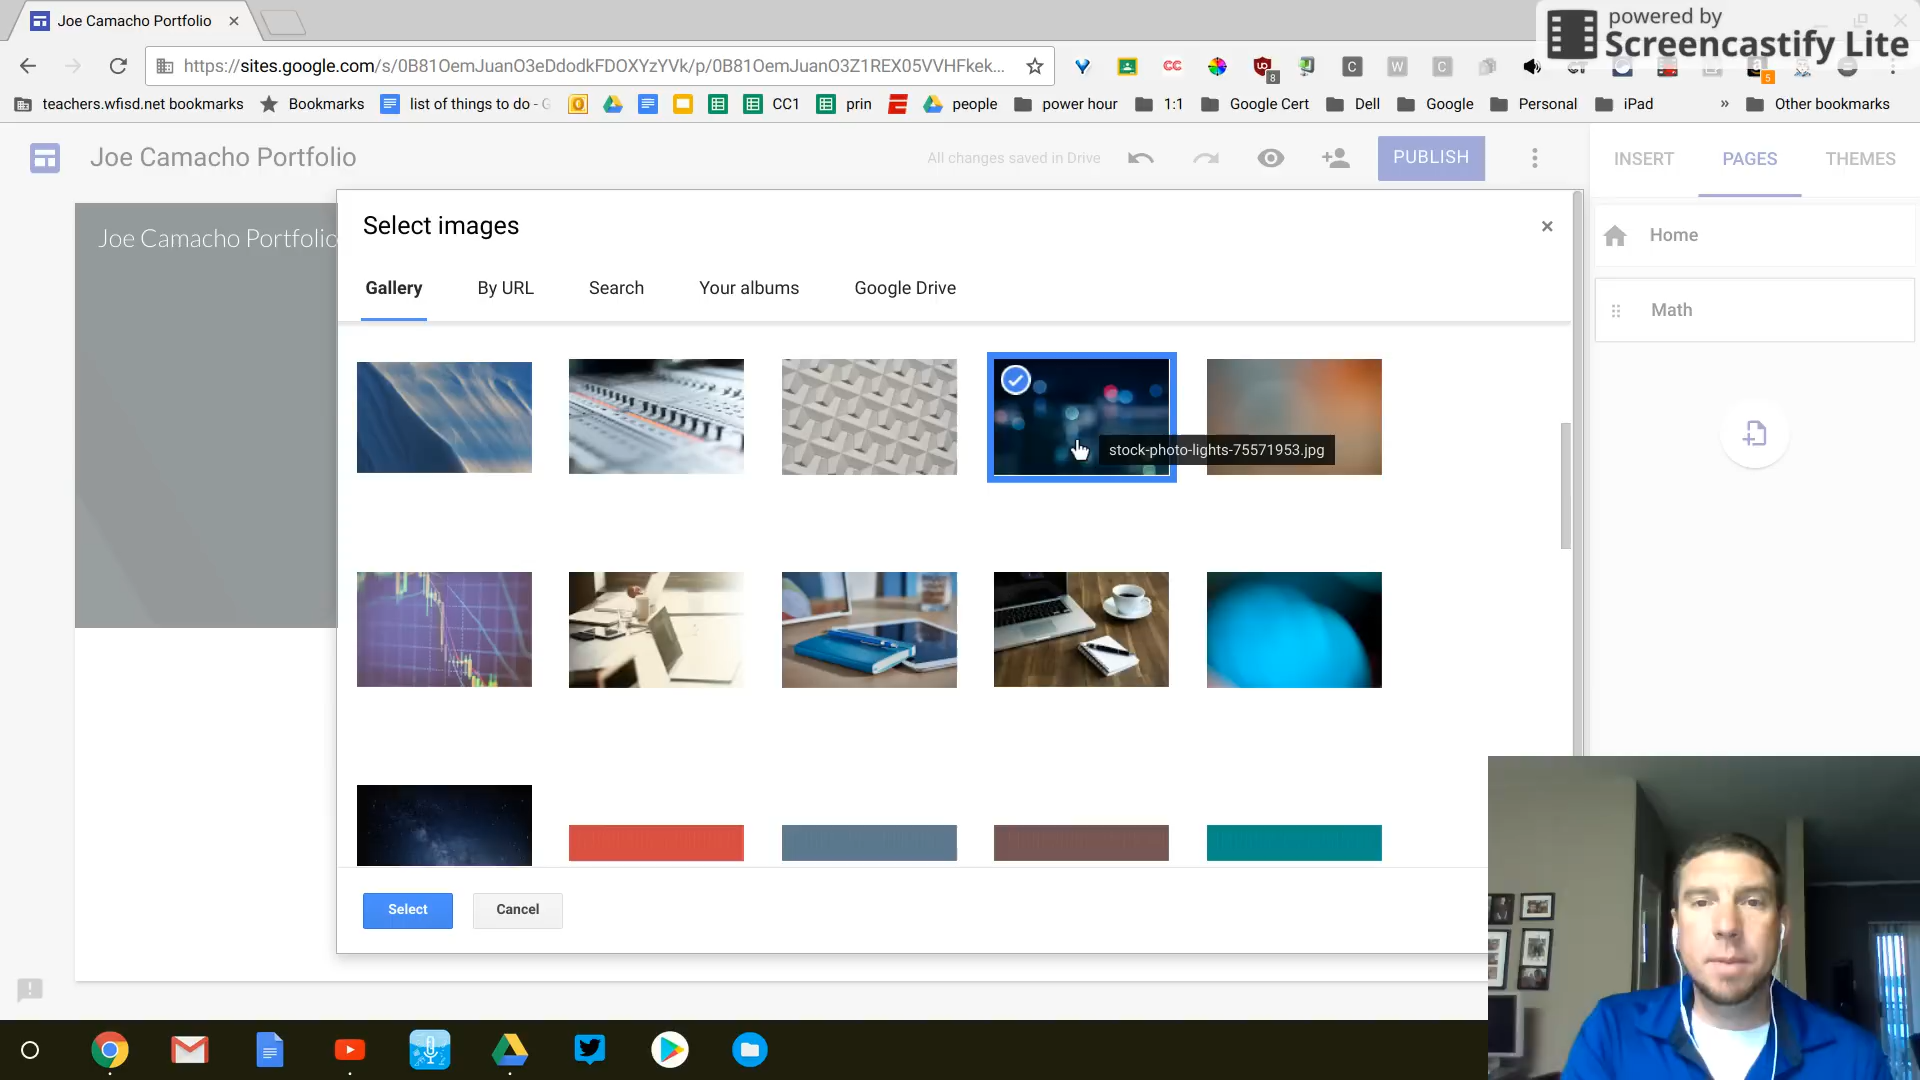 Joe Camacho Portfolio
powered by
Screencastify Lite
https://sites.google.com/s/0B81OemJuanO3eDdodkFDOXYzYVk/p/0B81OemJuanO3Z1REX05VVHFkek...
CC
8
C
W
C
5
teachers.wfisd.net bookmarks
Bookmarks
list of things to do - G
CC1
prin
people
power hour
1:1
Google Cert
Dell
Google
Personal
iPad
»
Other bookmarks
Joe Camacho Portfolio
All changes saved in Drive
PUBLISH
INSERT
PAGES
THEMES
Joe Camacho Portfolio
Select images
Home
Gallery
By URL
Search
Your albums
Google Drive
Math
stock-photo-lights-75571953.jpg
Select
Cancel